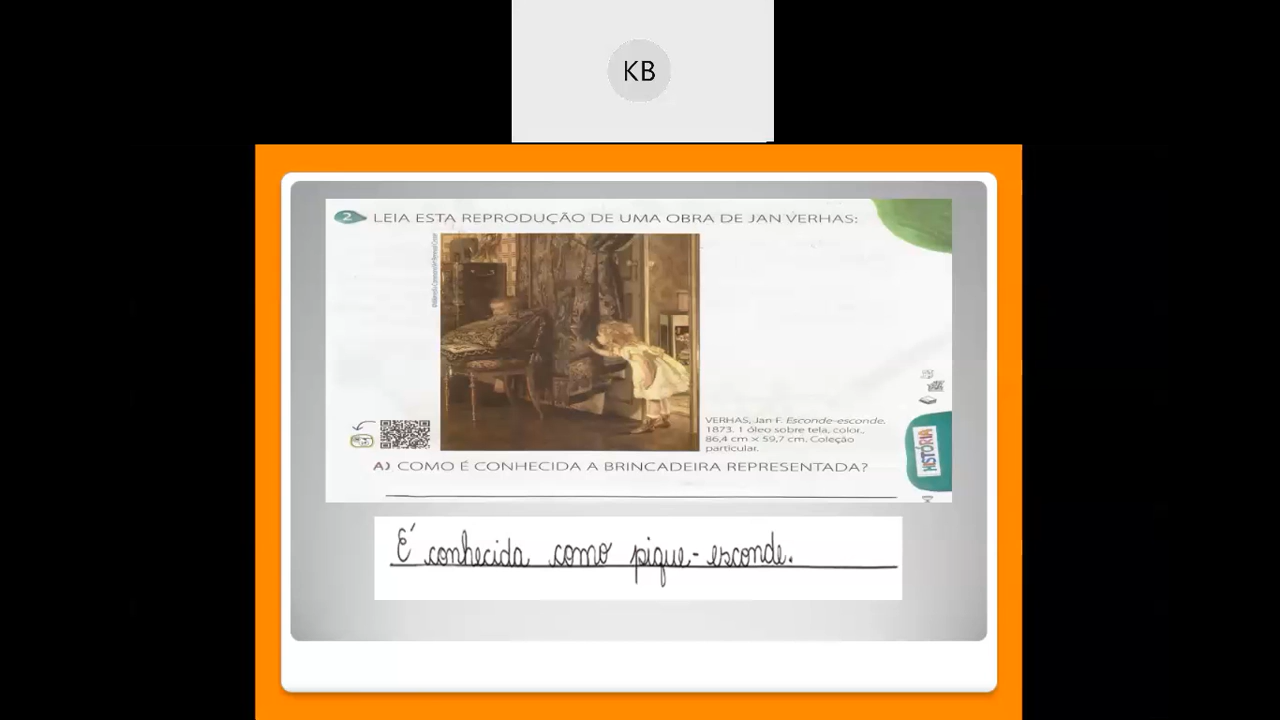 KB
2 LEIA ESTA REPRODUÇÃO DE UMA OBRA DE JAN VERHAS:
VERHAS, Jan F. Esconde-esconde,
1873. 1 óleo sobre tela, color.,
86,4 cm × 59,7 cm. Coleção
particular.
HISTÓRIA
A) COMO É CONHECIDA A BRINCADEIRA REPRESENTADA?
É conhecida como pique-esconde.